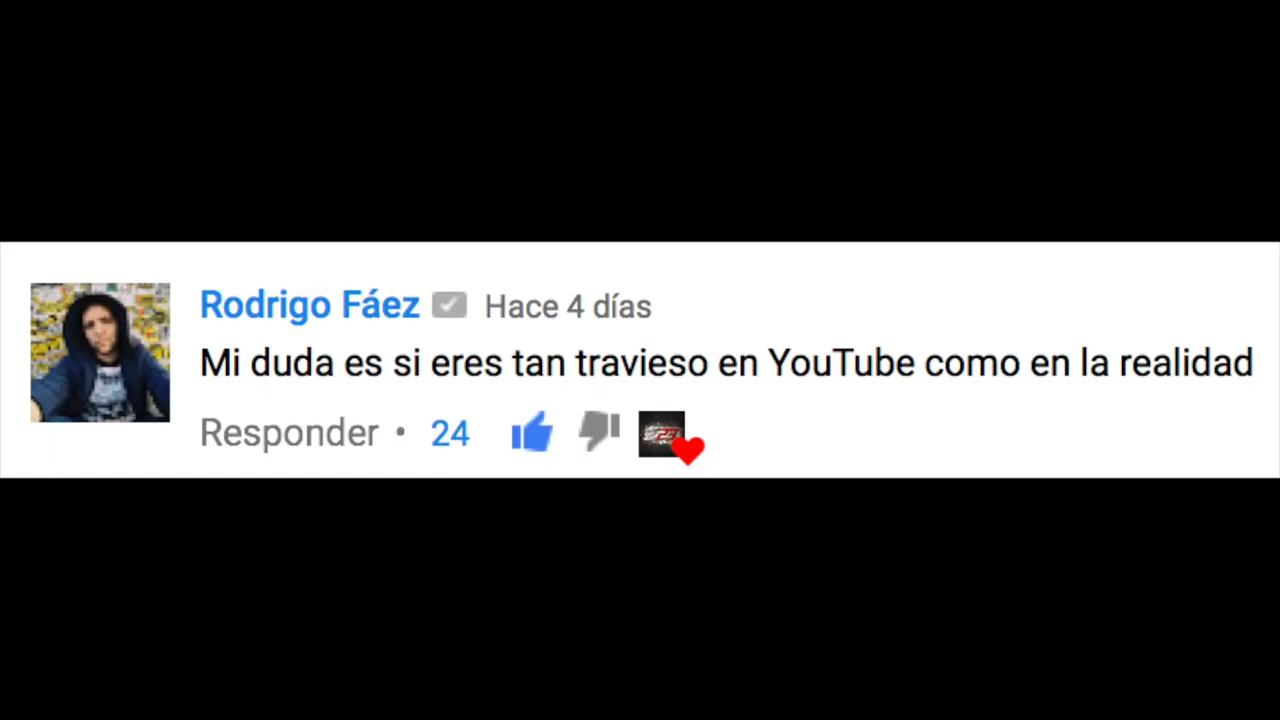 Rodrigo Fáez Hace 4 días
Mi duda es si eres tan travieso en YouTube como en la realidad
Responder • 24